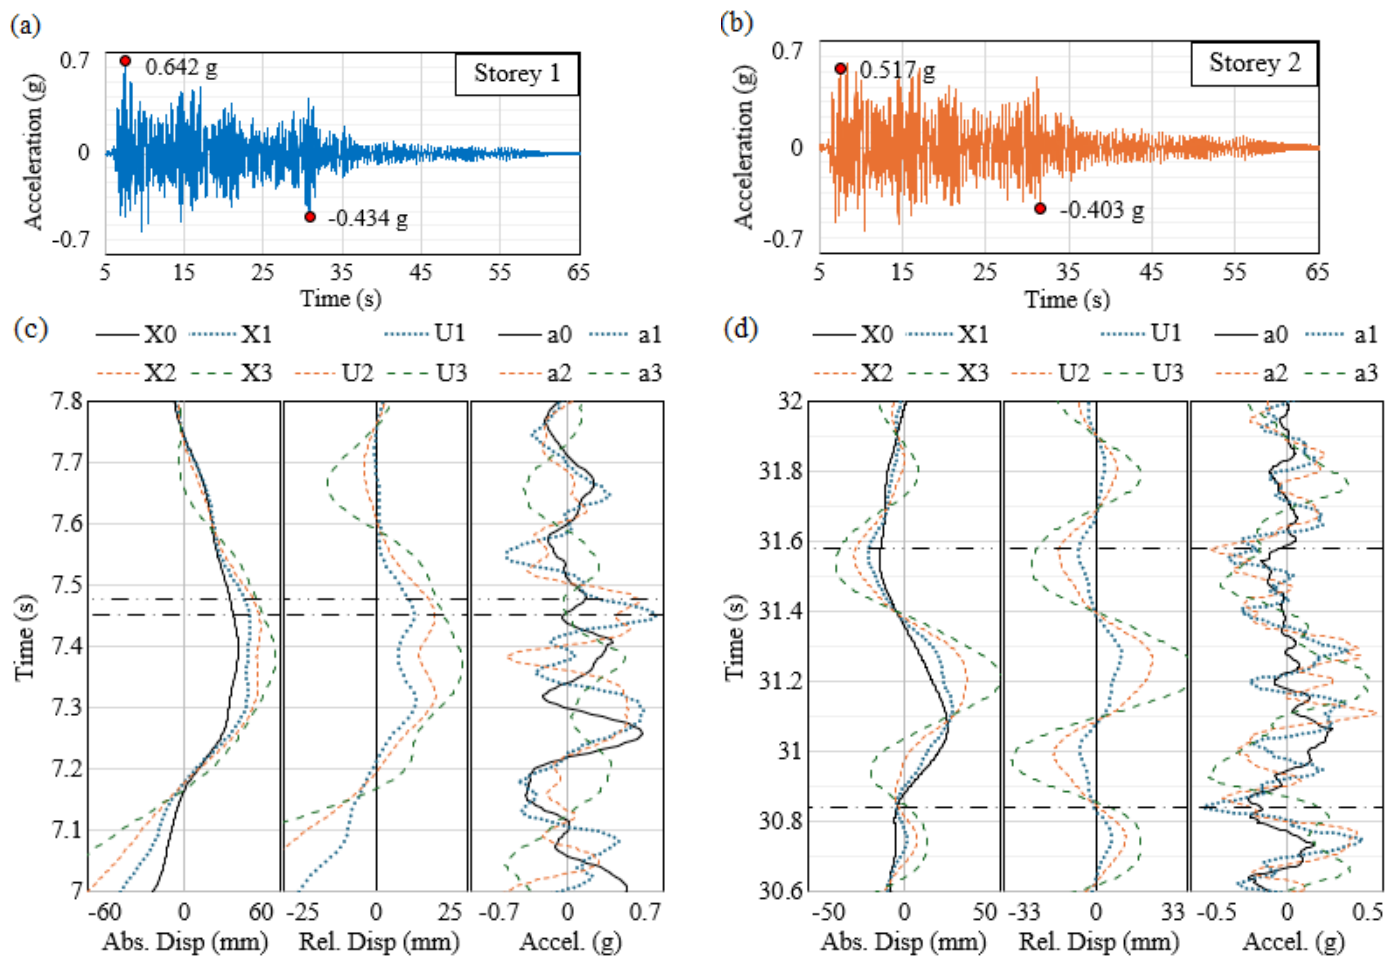 (a)
0.7
0
-0.7
Acceleration (g)
0.642 g
-0.434 g
Storey 1
5 15 25 35 45 55 65
Time (s)
(b)
0.7
0
-0.7
Acceleration (g)
0.517 g
-0.403 g
Storey 2
5 15 25 35 45 55 65
Time (s)
(c)
X0 X1 U1 a0 a1
X2 X3 U2 U3 a2 a3
7.8
7.7
7.6
7.5
7.4
7.3
7.2
7.1
7
Time (s)
-60 0 60 -25 0 25 -0.7 0 0.7
Abs. Disp (mm) Rel. Disp (mm) Accel. (g)
(d)
X0 X1 U1 a0 a1
X2 X3 U2 U3 a2 a3
32
31.8
31.6
31.4
31.2
31
30.8
30.6
Time (s)
-50 0 50 -33 0 33 -0.5 0 0.5
Abs. Disp (mm) Rel. Disp (mm) Accel. (g)